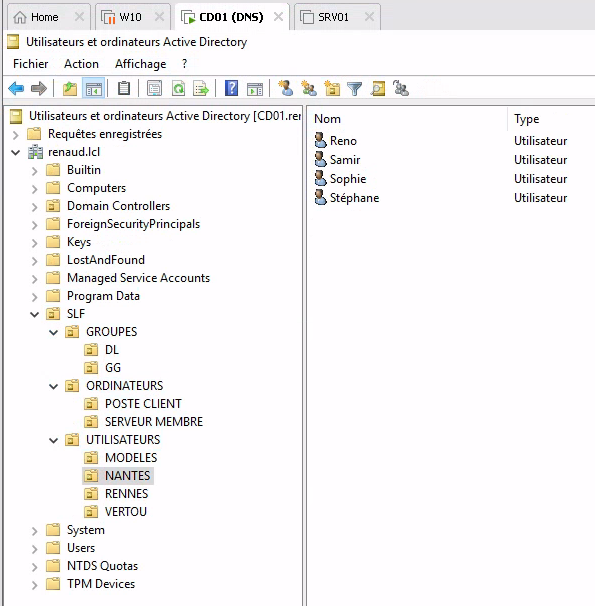 Home W10 CD01 (DNS) SRV01
Utilisateurs et ordinateurs Active Directory
Fichier Action Affichage ?
Utilisateurs et ordinateurs Active Directory [CD01.rer
Requêtes enregistrées
renaud.lcl
Builtin
Computers
Domain Controllers
ForeignSecurityPrincipals
Keys
LostAndFound
Managed Service Accounts
Program Data
SLF
GROUPES
DL
GG
ORDINATEURS
POSTE CLIENT
SERVEUR MEMBRE
UTILISATEURS
MODELES
NANTES
RENNES
VERTOU
System
Users
NTDS Quotas
TPM Devices
Nom Type
Reno Utilisateur
Samir Utilisateur
Sophie Utilisateur
Stéphane Utilisateur